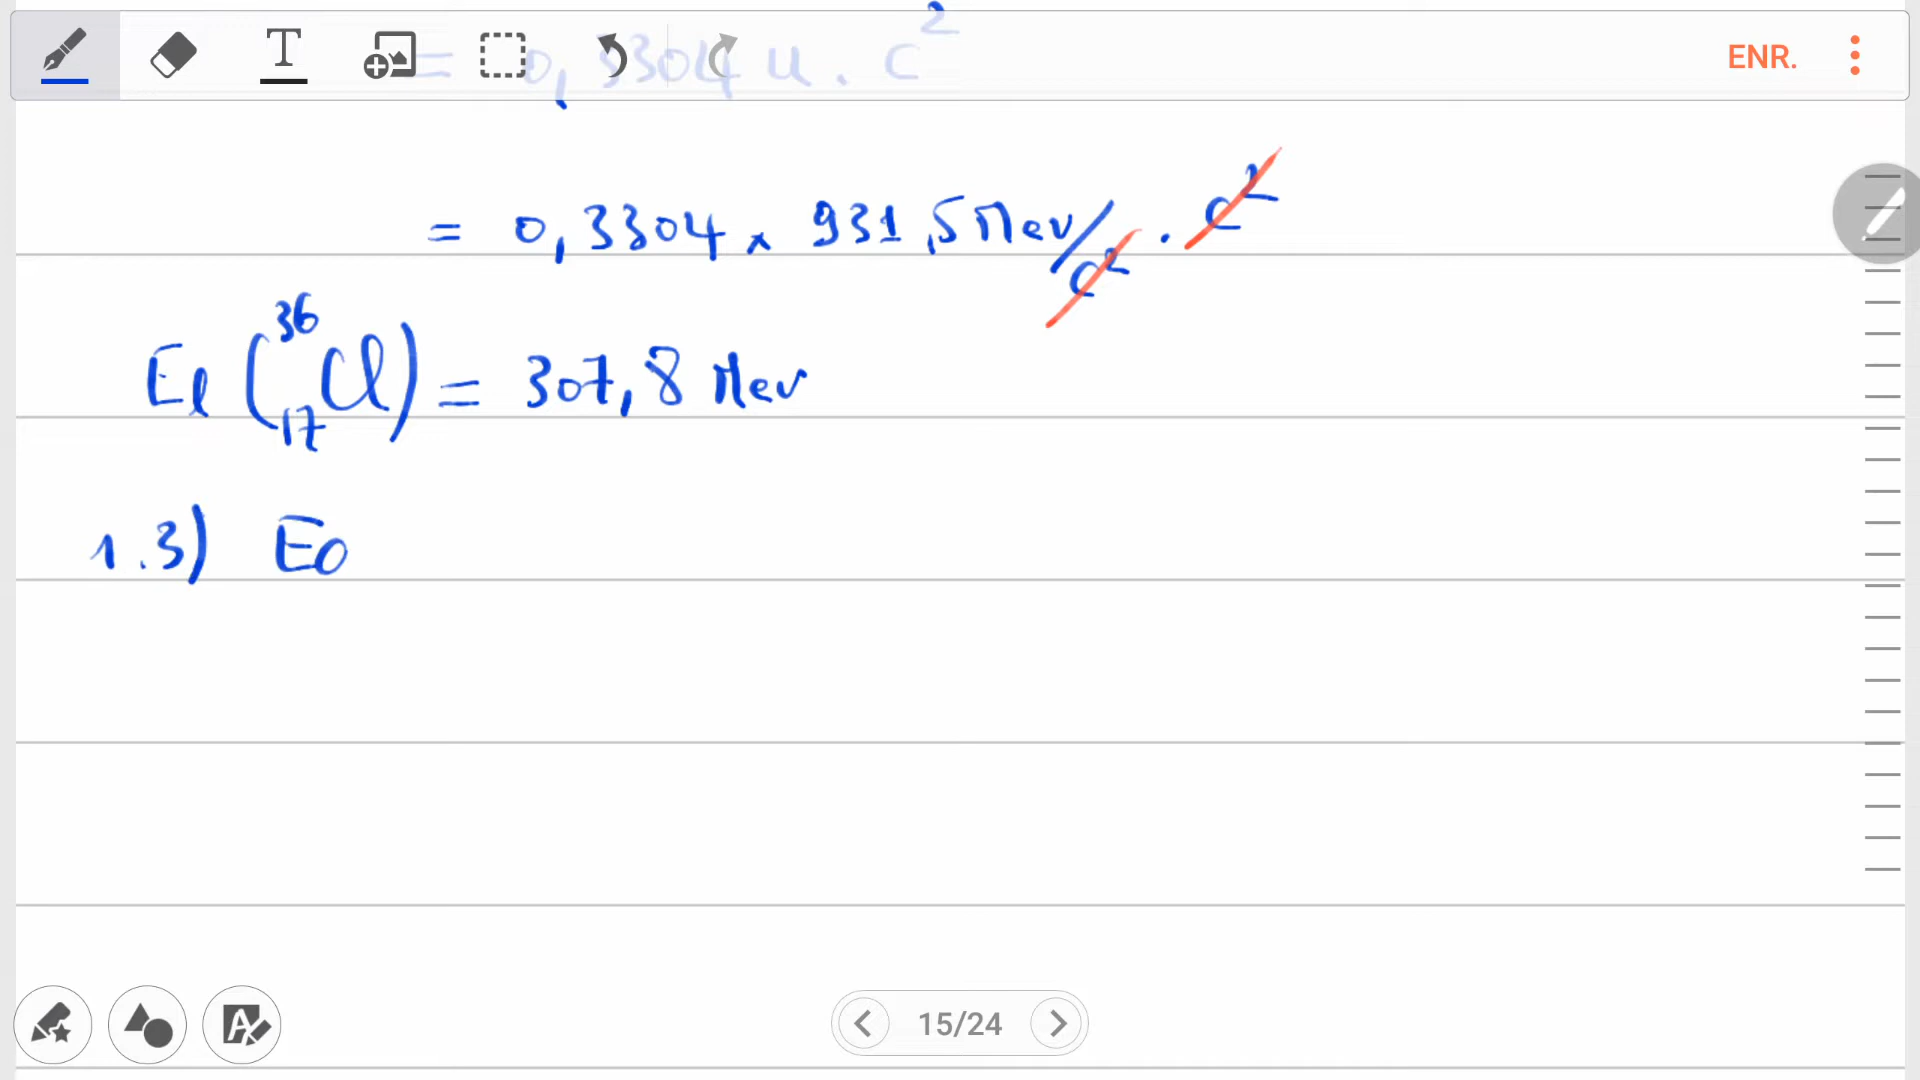 T
= 0,3304 u . c²
ENR.
= 0,3304 × 931,5 Mev/c² . c²
El (³⁶₁₇Cl) = 307,8 Mev
1.3) E0
15/24